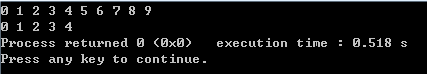 0 1 2 3 4 5 6 7 8 9
0 1 2 3 4
Process returned 0 (0x0)   execution time : 0.518 s
Press any key to continue.